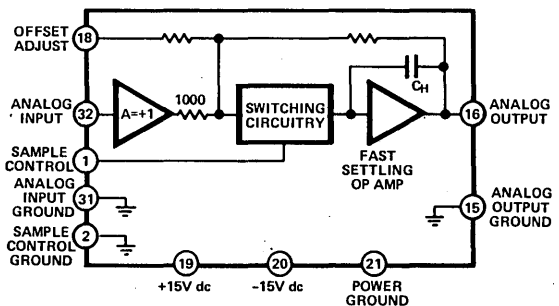 OFFSET
ADJUST
18
ANALOG
INPUT
32
A=+1
1000
SWITCHING
CIRCUITRY
CH
FAST
SETTLING
OP AMP
16
ANALOG
OUTPUT
SAMPLE
CONTROL
1
ANALOG
INPUT
GROUND
31
SAMPLE
CONTROL
GROUND
2
15
ANALOG
OUTPUT
GROUND
19
+15V dc
20
-15V dc
21
POWER
GROUND